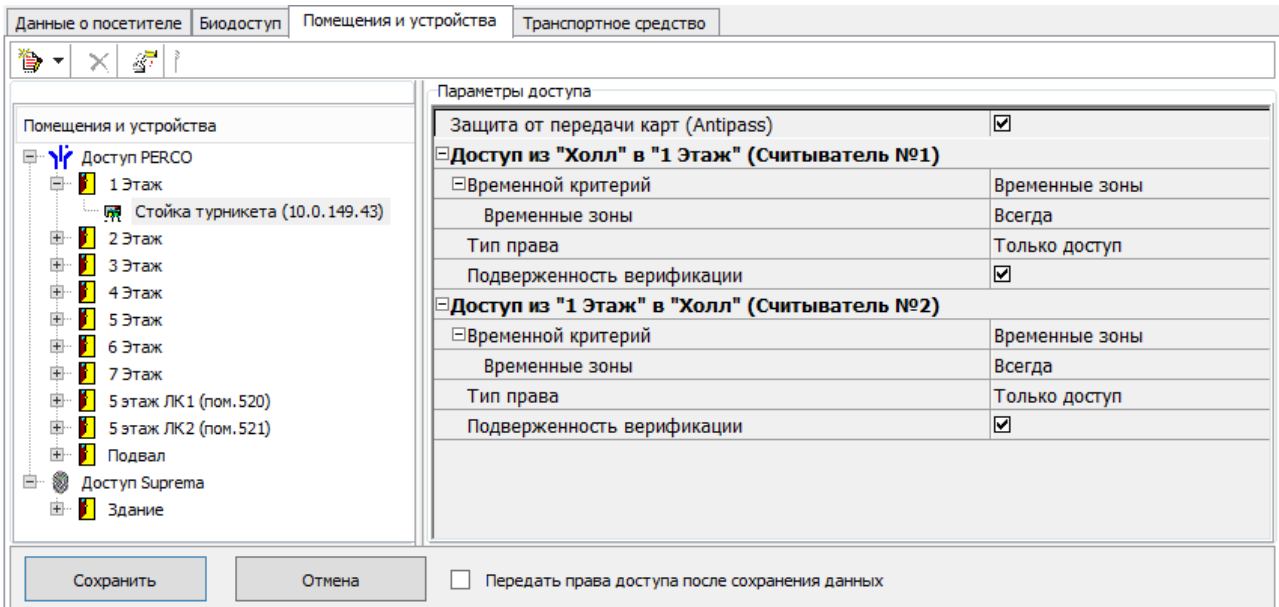 Данные о посетителе Биодоступ Помещения и устройства Транспортное средство
Помещения и устройства
Доступ PERCO
1 Этаж
Стойка турникета (10.0.149.43)
2 Этаж
3 Этаж
4 Этаж
5 Этаж
6 Этаж
7 Этаж
5 этаж ЛК1 (пом.520)
5 этаж ЛК2 (пом.521)
Подвал
Доступ Suprema
Здание
Параметры доступа
Защита от передачи карт (Antipass)
Доступ из "Холл" в "1 Этаж" (Считыватель №1)
Временной критерий Временные зоны
Временные зоны Всегда
Тип права Только доступ
Подверженность верификации
Доступ из "1 Этаж" в "Холл" (Считыватель №2)
Временной критерий Временные зоны
Временные зоны Всегда
Тип права Только доступ
Подверженность верификации
Сохранить Отмена Передать права доступа после сохранения данных